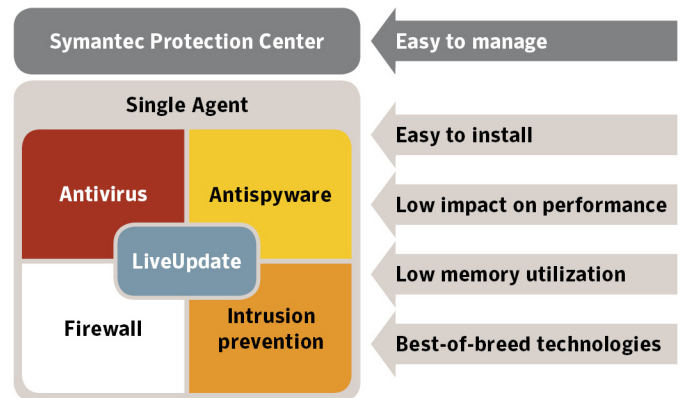 Symantec Protection Center
Easy to manage
Single Agent
Easy to install
Antivirus
Antispyware
Low impact on performance
LiveUpdate
Low memory utilization
Firewall
Intrusion
prevention
Best-of-breed technologies